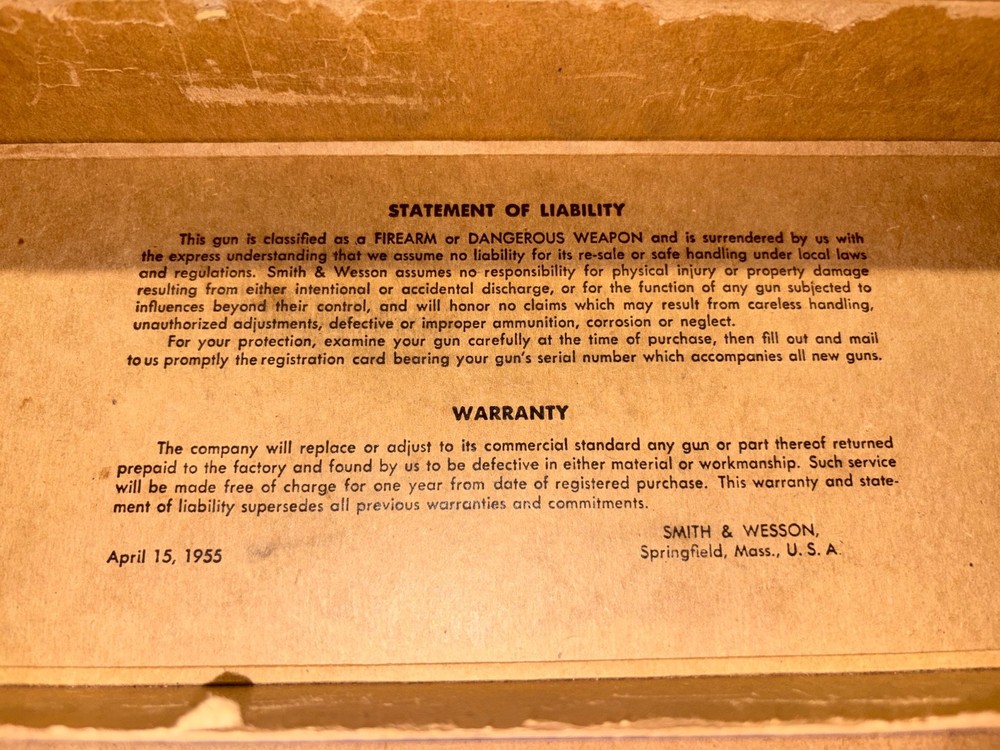 STATEMENT OF LIABILITY
This gun is classified as a FIREARM or DANGEROUS WEAPON and is surrendered by us with
the express understanding that we assume no liability for its re-sale or safe handling under local laws
and regulations. Smith & Wesson assumes no responsibility for physical injury or property damage
resulting from either intentional or accidental discharge, or for the function of any gun subjected to
influences beyond their control, and will honor no claims which may result from careless handling,
unauthorized adjustments, defective or improper ammunition, corrosion or neglect.
For your protection, examine your gun carefully at the time of purchase, then fill out and mail
to us promptly the registration card bearing your gun's serial number which accompanies all new guns.
WARRANTY
The company will replace or adjust to its commercial standard any gun or part thereof returned
prepaid to the factory and found by us to be defective in either material or workmanship. Such service
will be made free of charge for one year from date of registered purchase. This warranty and state-
ment of liability supersedes all previous warranties and commitments.
SMITH & WESSON,
Springfield, Mass., U. S. A.
April 15, 1955